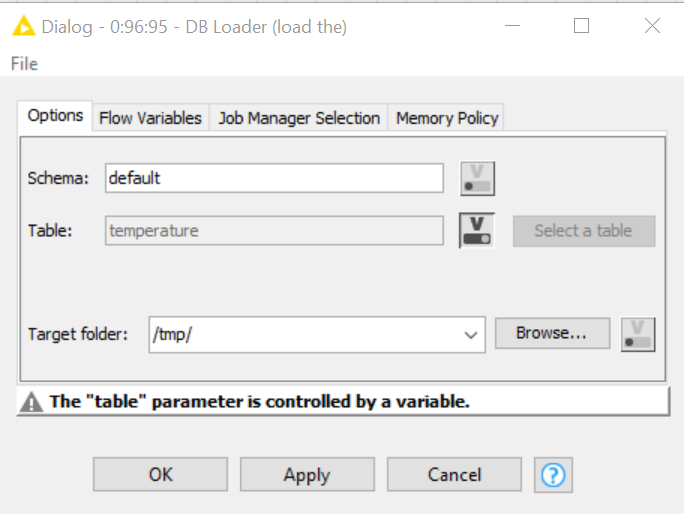 Dialog - 0:96:95 - DB Loader (load the)
File
Options Flow Variables Job Manager Selection Memory Policy
Schema: default V
Table: temperature V Select a table
Target folder: /tmp/ Browse... V
The "table" parameter is controlled by a variable.
OK Apply Cancel ?